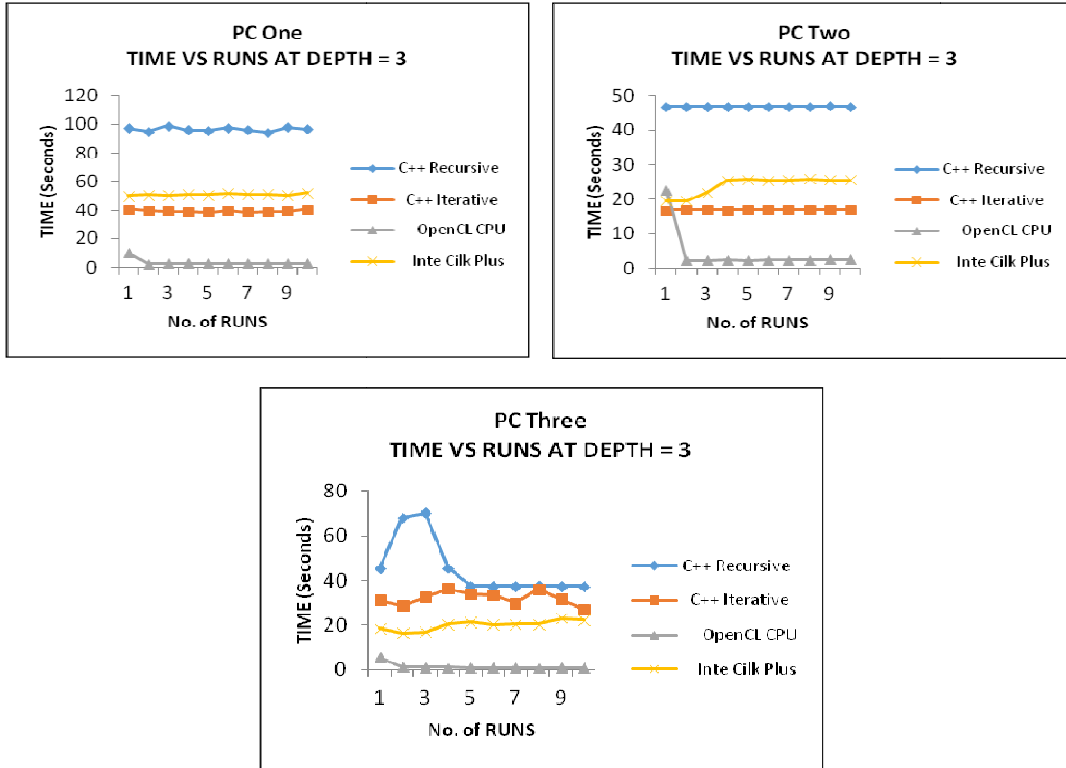 PC One
TIME VS RUNS AT DEPTH = 3
120
100
80
60
40
20
0
TIME (Seconds)
1 3 5 7 9
No. of RUNS
C++ Recursive
C++ Iterative
OpenCL CPU
Inte Cilk Plus
PC Two
TIME VS RUNS AT DEPTH = 3
50
40
30
20
10
0
TIME (Seconds)
1 3 5 7 9
No. of RUNS
C++ Recursive
C++ Iterative
OpenCL CPU
Inte Cilk Plus
PC Three
TIME VS RUNS AT DEPTH = 3
80
60
40
20
0
TIME (Seconds)
1 3 5 7 9
No. of RUNS
C++ Recursive
C++ Iterative
OpenCL CPU
Inte Cilk Plus